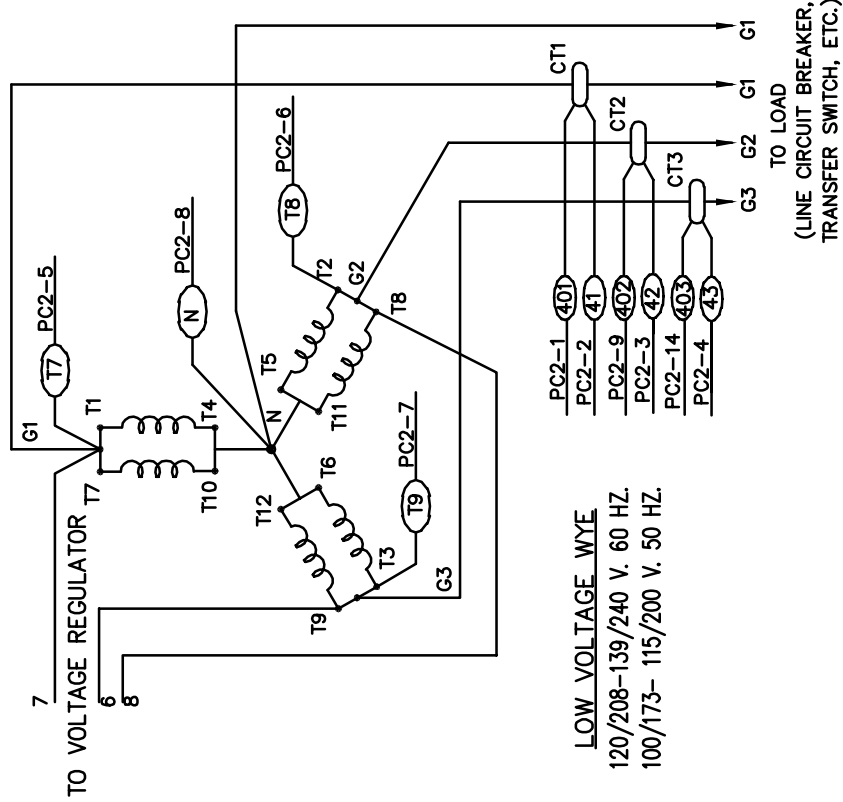 7
TO VOLTAGE REGULATOR
6
8
G1
T7
T1
T10
T4
T7
PC2-5
N
PC2-8
T8
PC2-6
N
T5
T2
G2
T11
T8
T12
T6
T9
T3
T9
PC2-7
G3
LOW VOLTAGE WYE
120/208-139/240 V. 60 HZ.
100/173- 115/200 V. 50 HZ.
PC2-1
401
PC2-2
41
CT1
PC2-9
402
PC2-3
42
CT2
PC2-14
403
PC2-4
43
CT3
G1
G1
G2
G3
TO LOAD
(LINE CIRCUIT BREAKER,
TRANSFER SWITCH, ETC.)